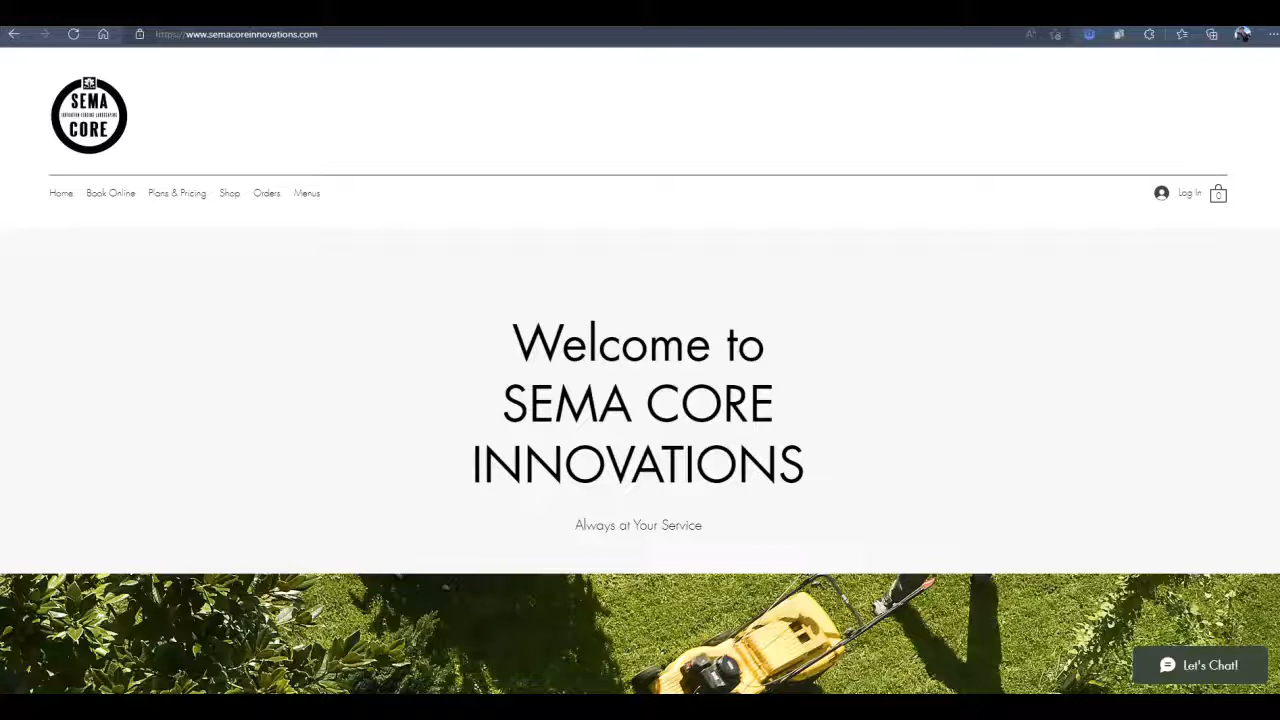 https://www.semacoreinnovations.com
SEMA
CORE
Home Book Online Plans & Pricing Shop Orders Menus
Log In 0
Welcome to
SEMA CORE
INNOVATIONS
Always at Your Service
Let's Chat!